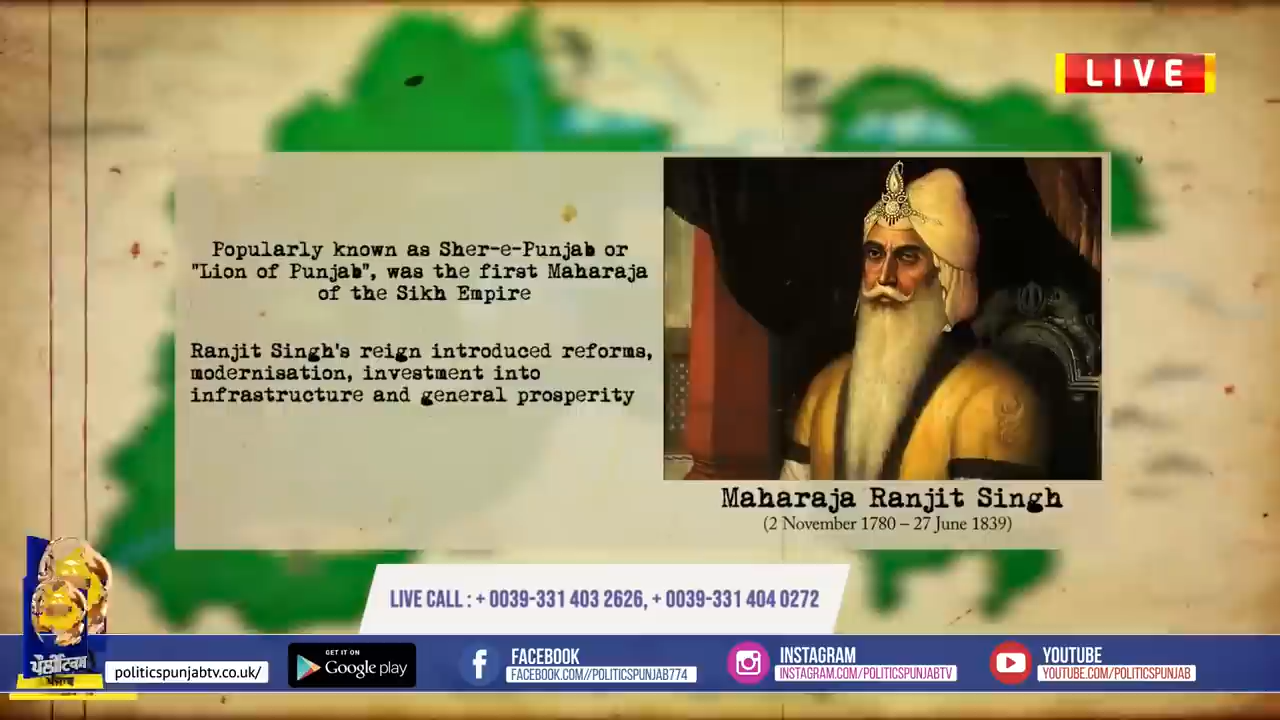 LIVE
Popularly known as Sher-e-Punjab or
"Lion of Punjab", was the first Maharaja
of the Sikh Empire
Ranjit Singh's reign introduced reforms,
modernisation, investment into
infrastructure and general prosperity
Maharaja Ranjit Singh
(2 November 1780 – 27 June 1839)
LIVE CALL : + 0039-331 403 2626, + 0039-331 404 0272
ਪੌਲੀਟਿਕਸ
ਪੰਜਾਬ
politicspunjabtv.co.uk/
GET IT ON
Google play
FACEBOOK
FACEBOOK.COM//POLITICSPUNJAB774
INSTAGRAM
INSTAGRAM.COM/POLITICSPUNJABTV
YOUTUBE
YOUTUBE.COM/POLITICSPUNJAB